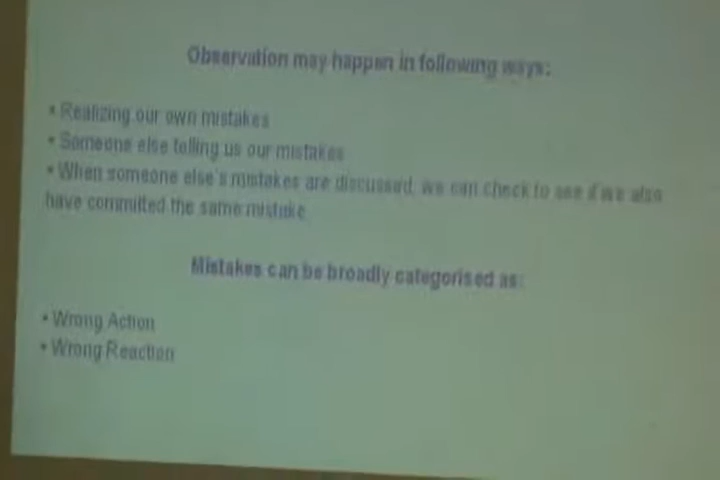 Observation may happen in following ways:
• Realizing our own mistakes
• Someone else telling us our mistakes
• When someone else's mistakes are discussed, we can check to see if we also
have committed the same mistake
Mistakes can be broadly categorised as:
• Wrong Action
• Wrong Reaction